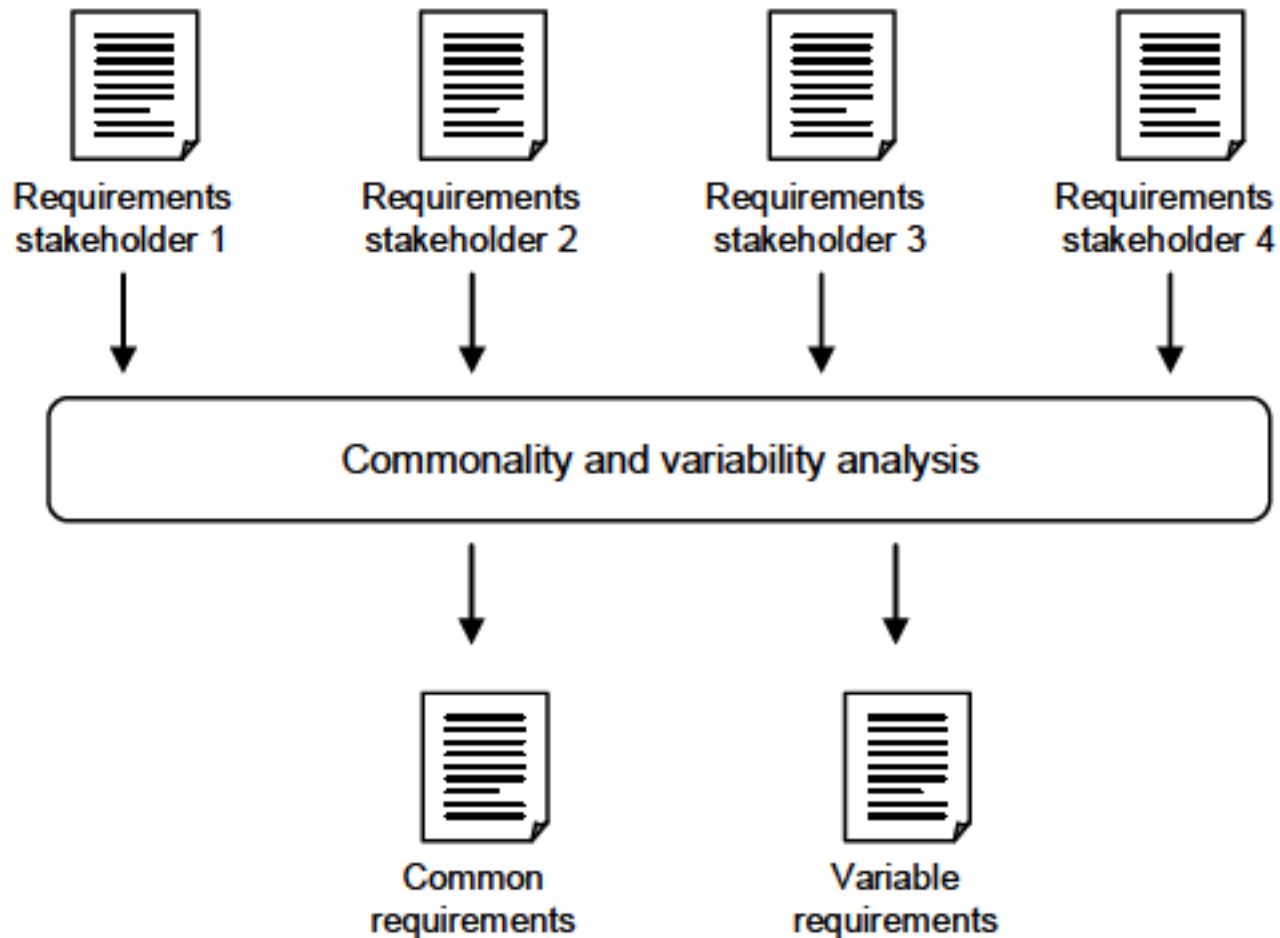 Requirements
stakeholder 1
Requirements
stakeholder 2
Requirements
stakeholder 3
Requirements
stakeholder 4
Commonality and variability analysis
Common
requirements
Variable
requirements